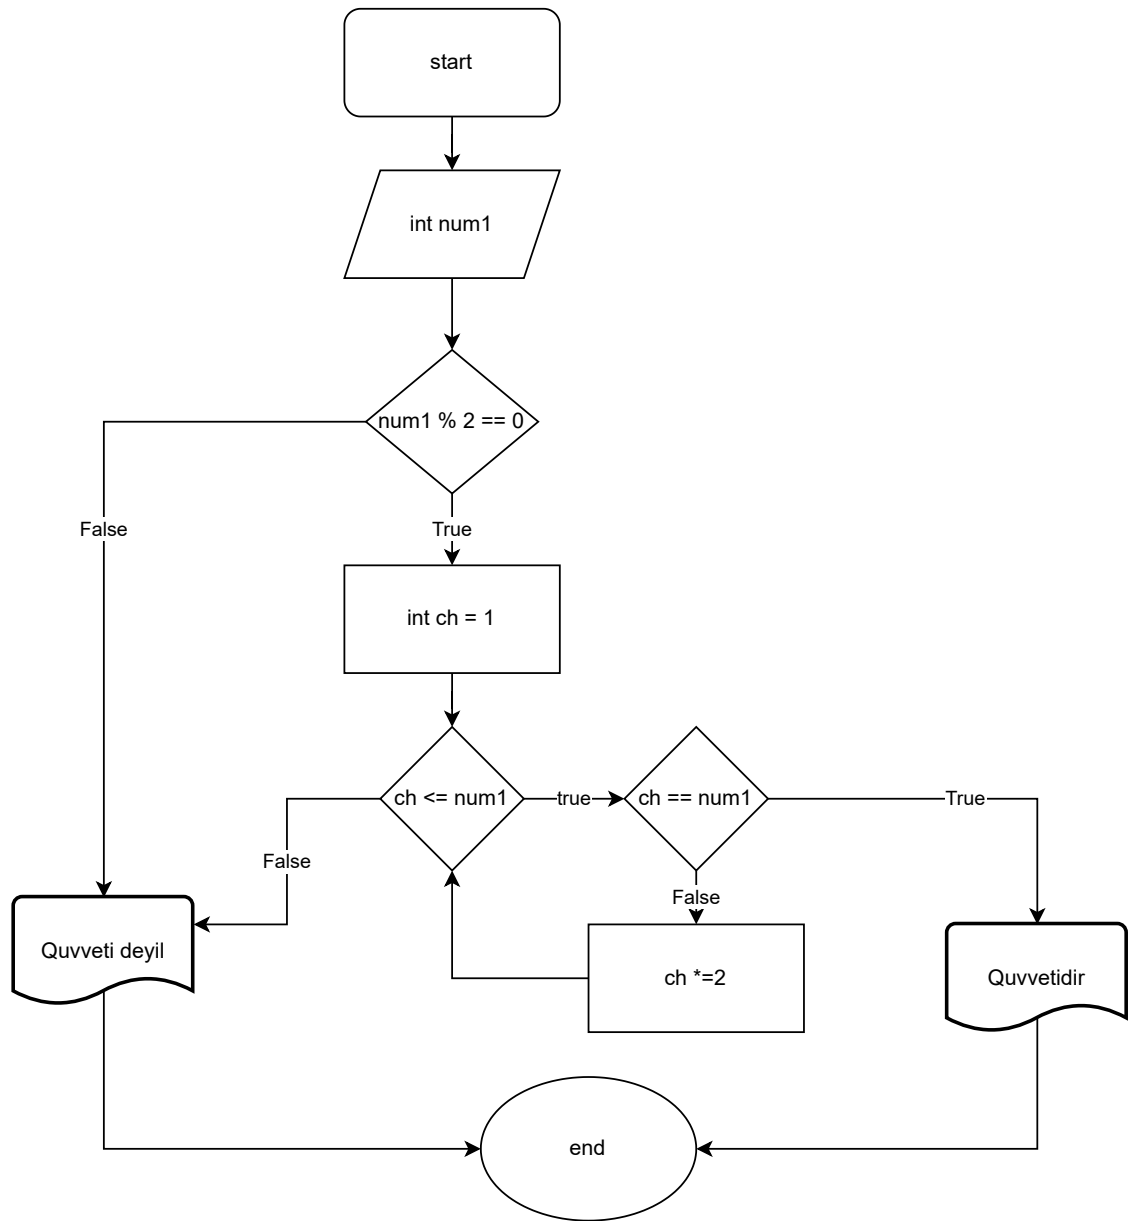 start
int num1
num1 % 2 == 0
False
True
int ch = 1
ch <= num1
true
ch == num1
True
False
False
Quvveti deyil
ch *=2
Quvvetidir
end